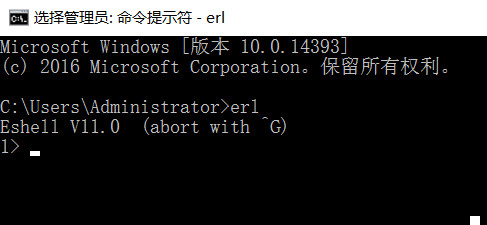 选择管理员: 命令提示符 - erl
Microsoft Windows [版本 10.0.14393]
(c) 2016 Microsoft Corporation。保留所有权利。
C:\Users\Administrator>erl
Eshell V11.0  (abort with ^G)
1>